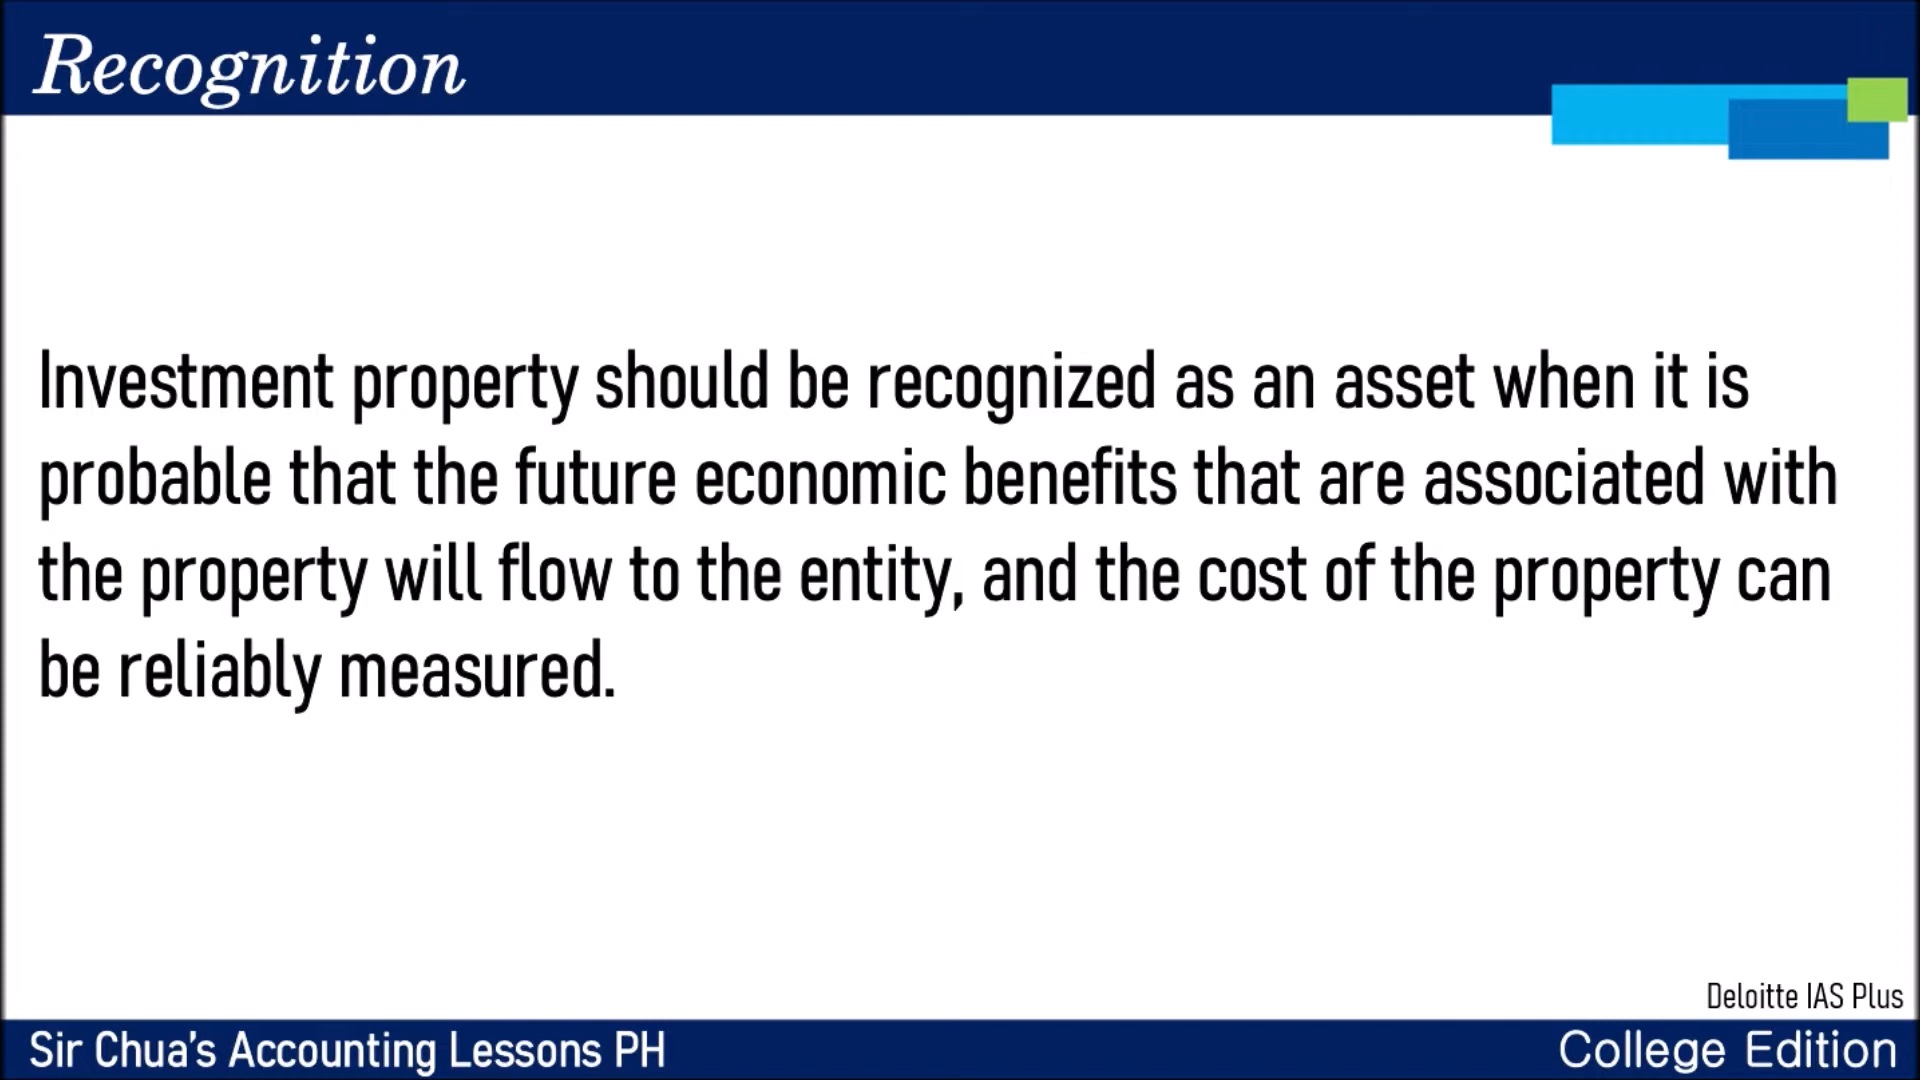 Recognition
Investment property should be recognized as an asset when it is
probable that the future economic benefits that are associated with
the property will flow to the entity, and the cost of the property can
be reliably measured.
Deloitte IAS Plus
Sir Chua's Accounting Lessons PH
College Edition